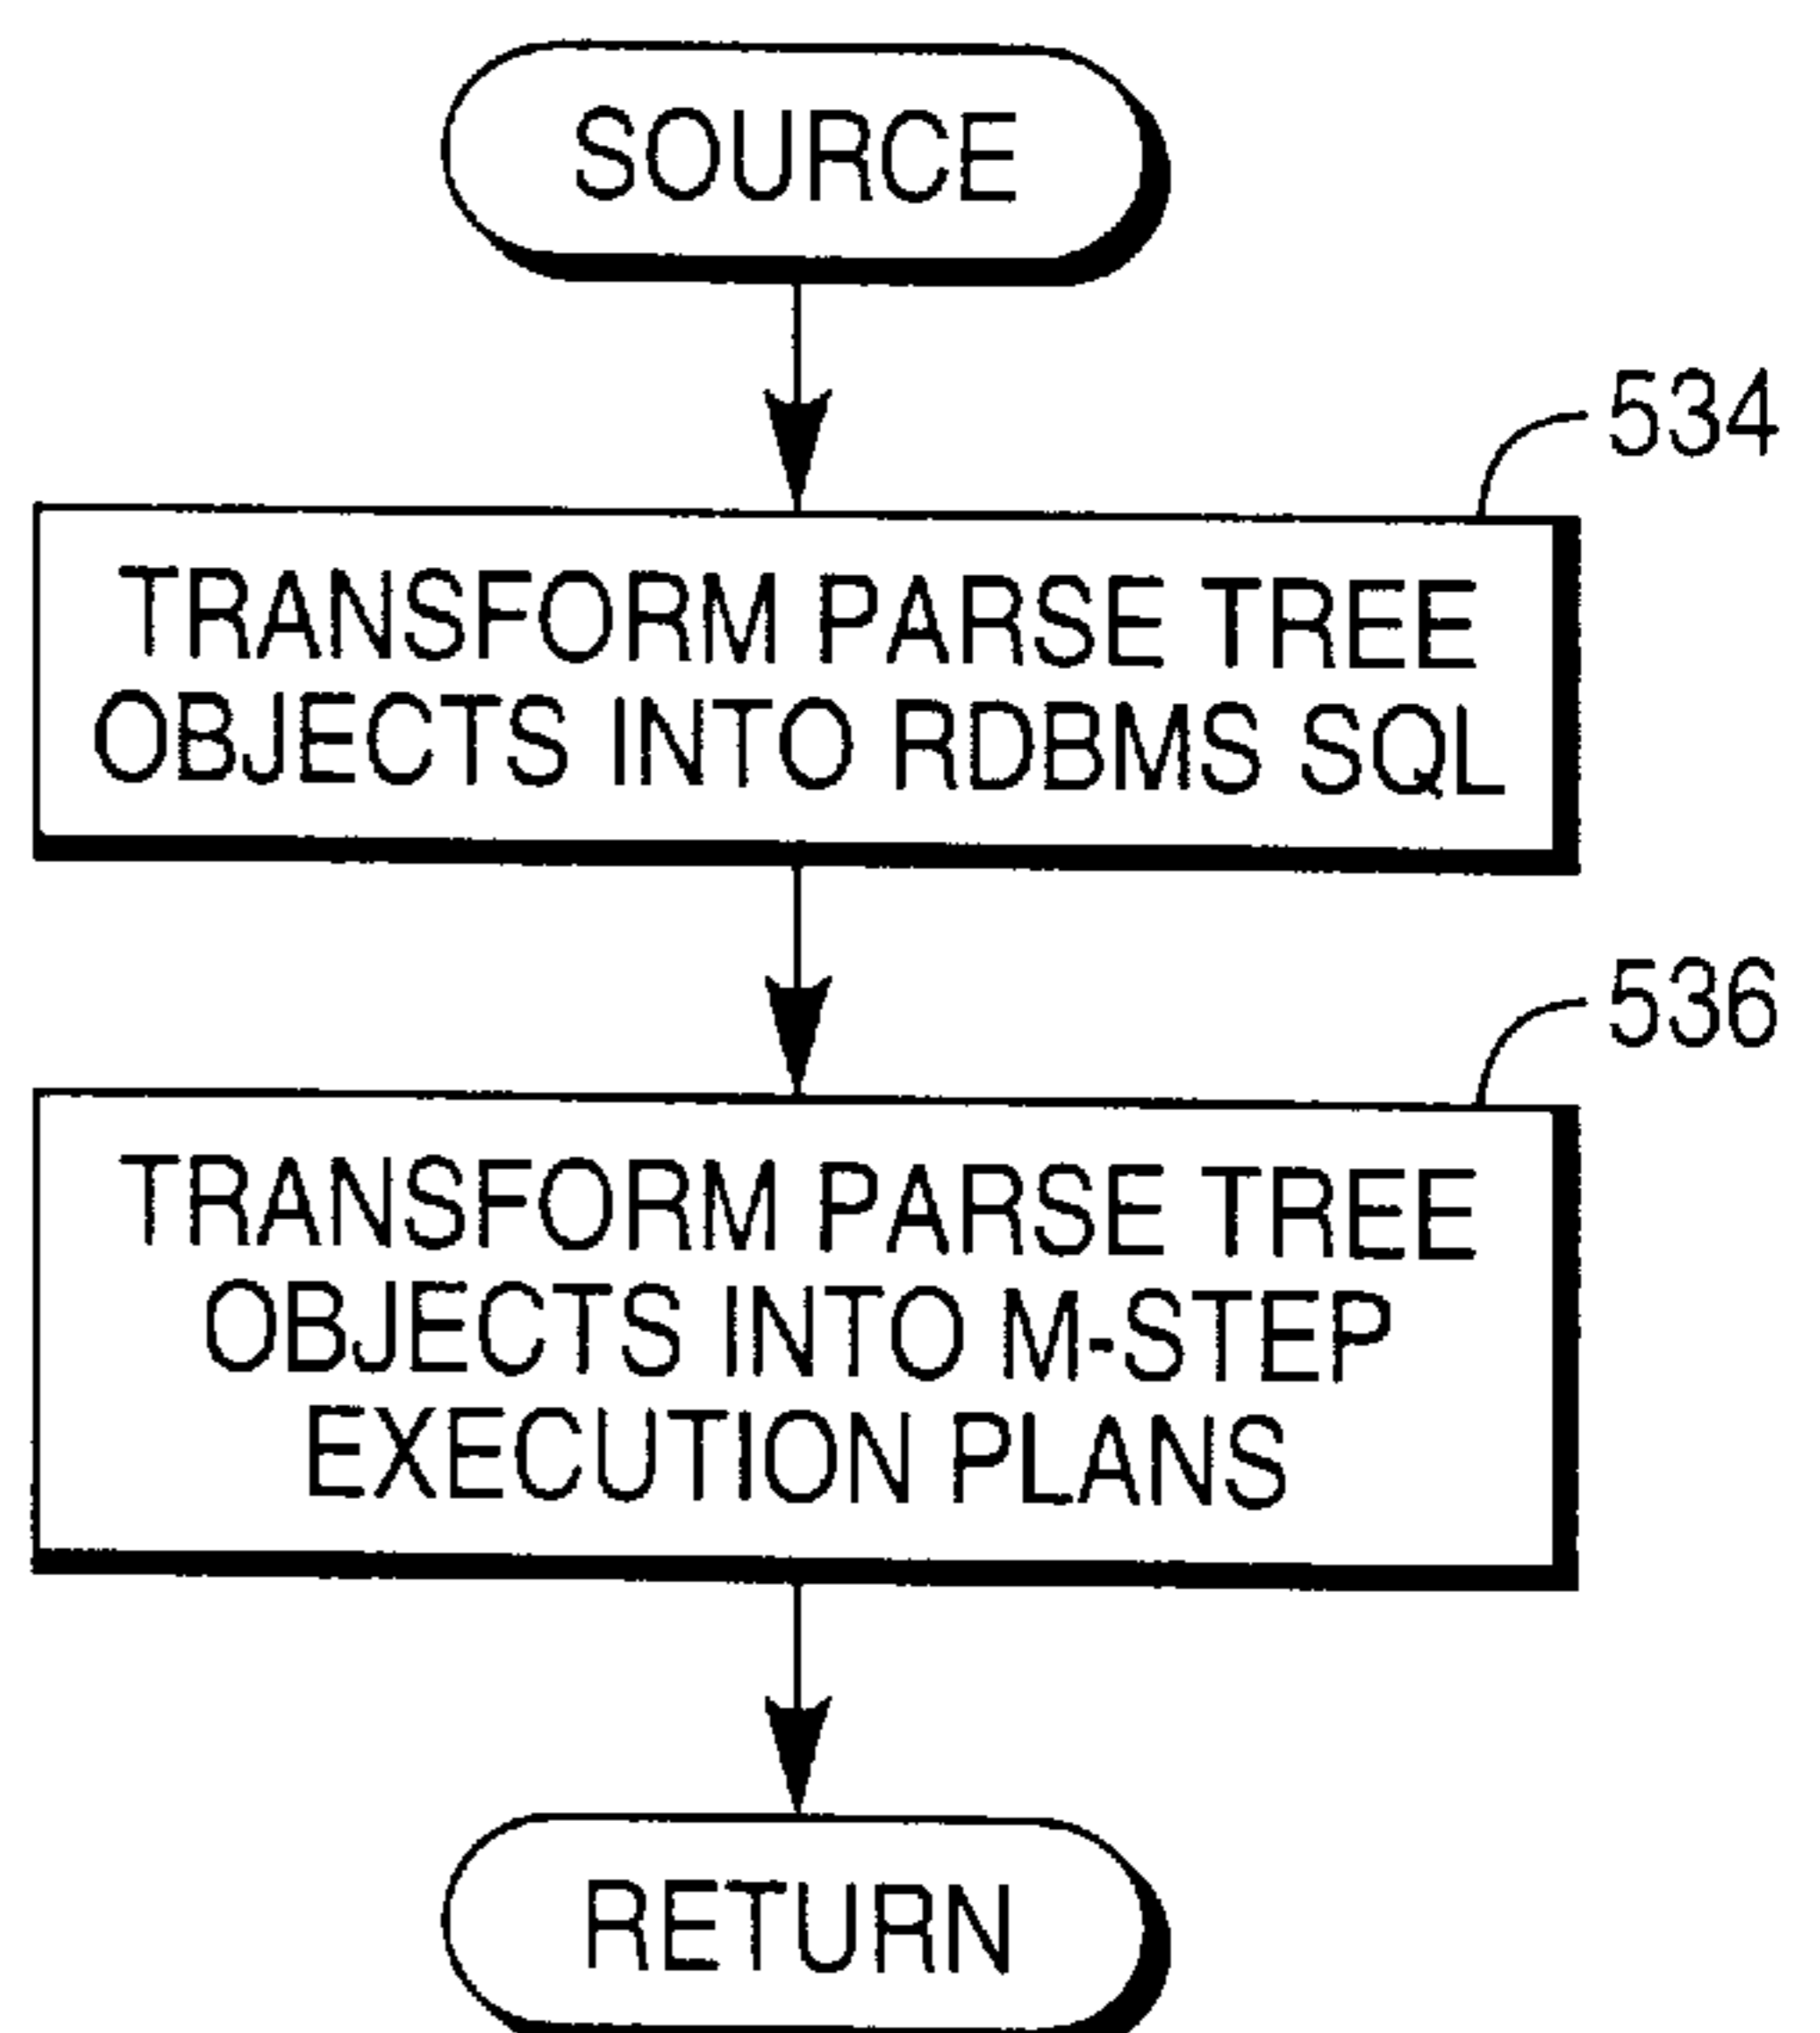 SOURCE
534
TRANSFORM PARSE TREE
OBJECTS INTO RDBMS SQL
536
TRANSFORM PARSE TREE
OBJECTS INTO M-STEP
EXECUTION PLANS
RETURN